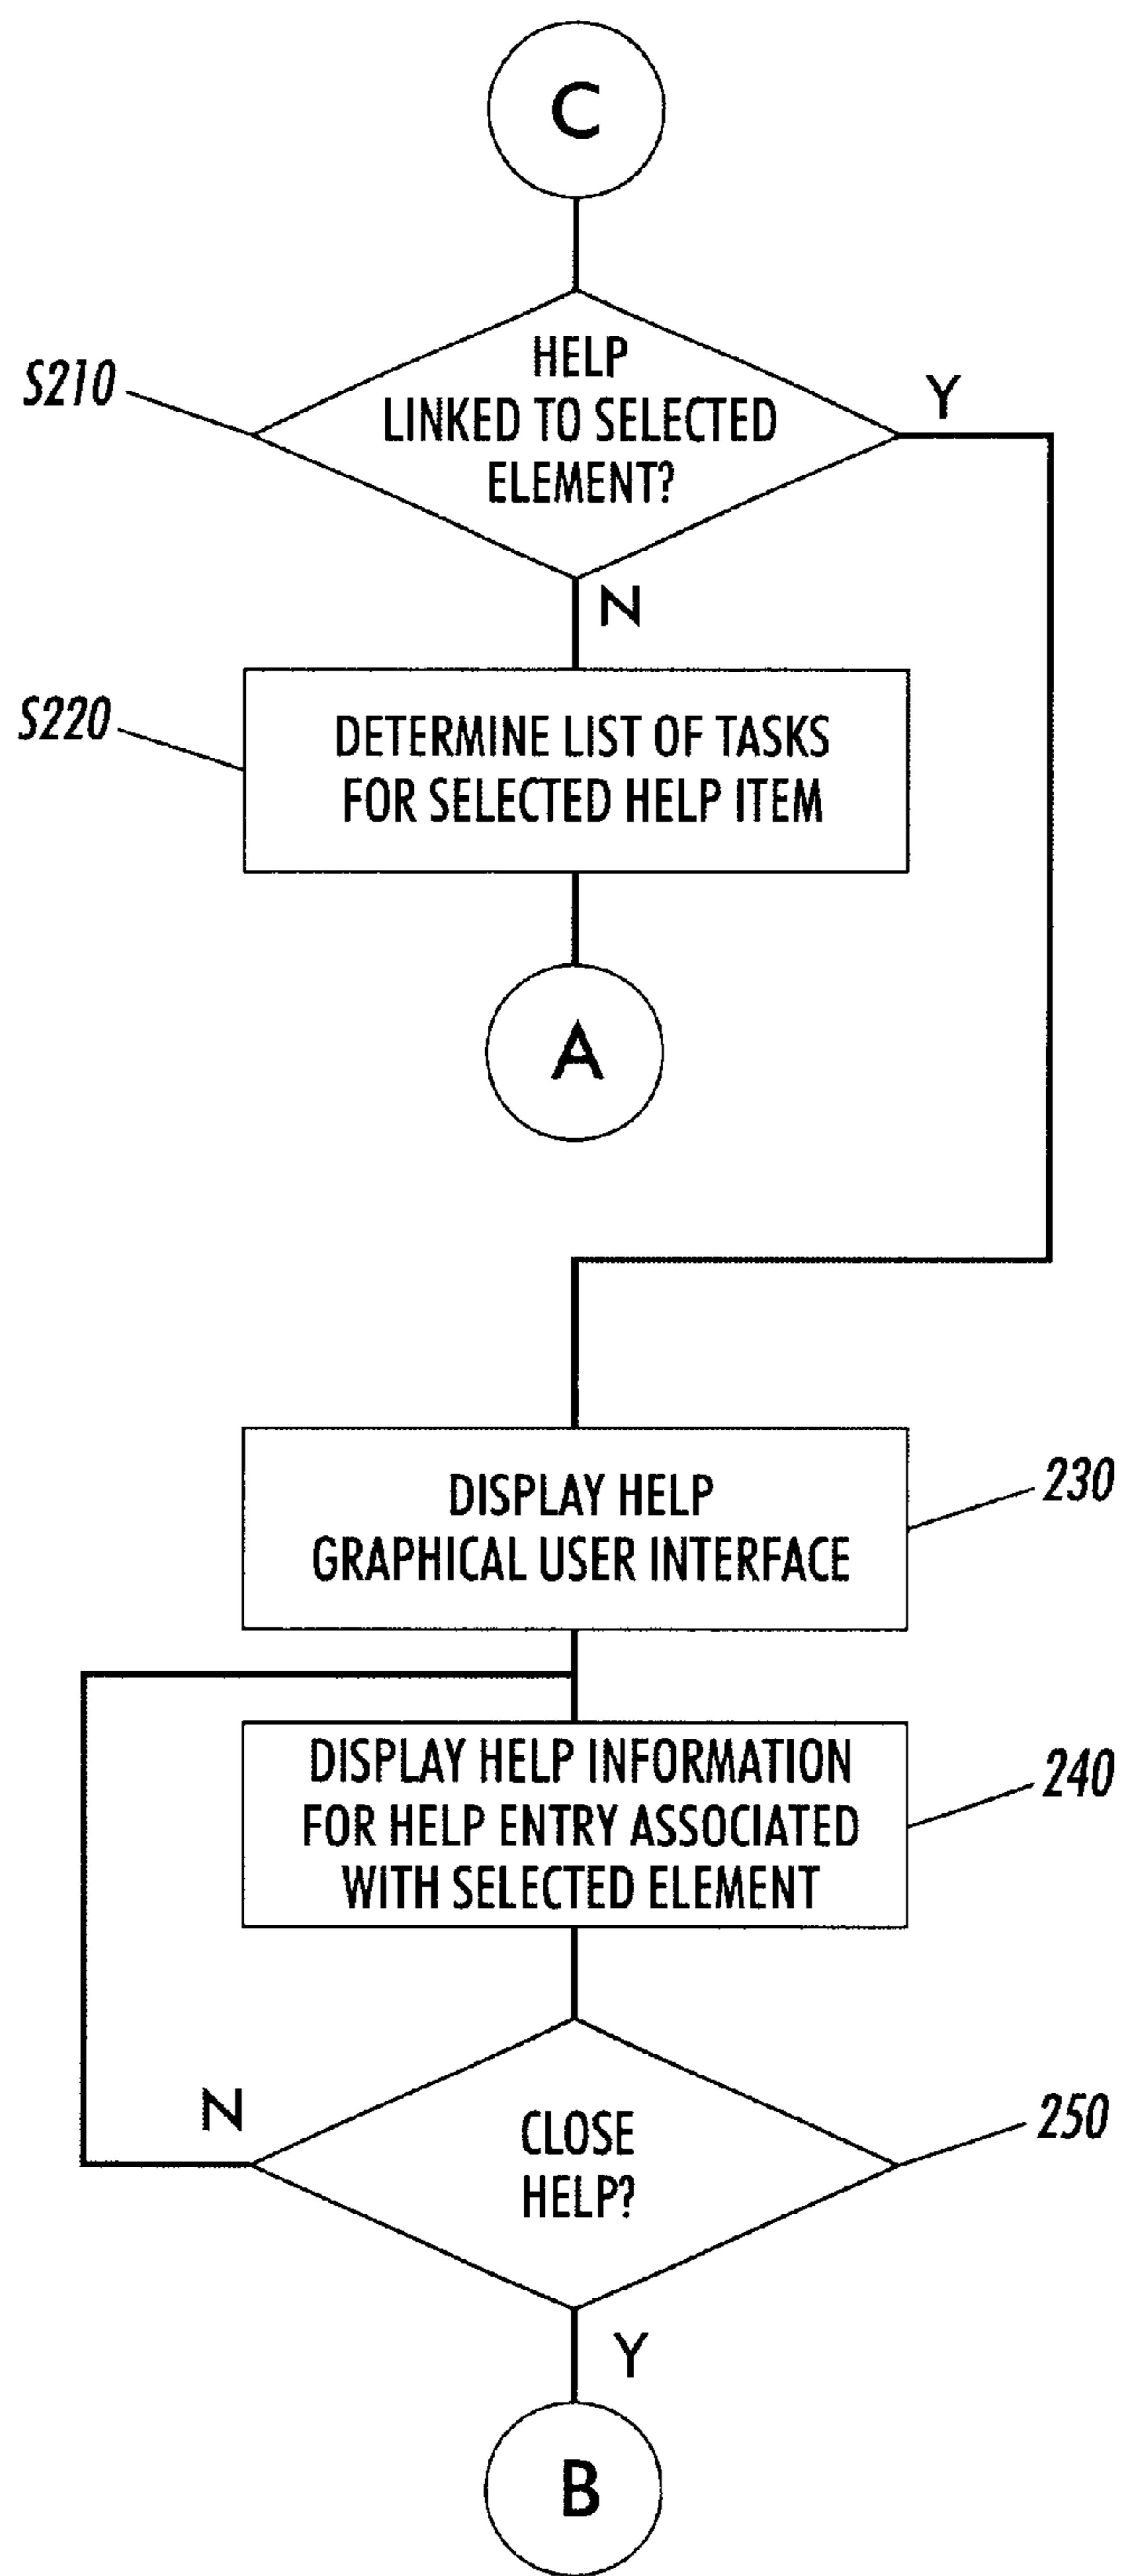 C
S210
HELP
LINKED TO SELECTED
ELEMENT?
Y
N
S220
DETERMINE LIST OF TASKS
FOR SELECTED HELP ITEM
A
DISPLAY HELP
GRAPHICAL USER INTERFACE
230
DISPLAY HELP INFORMATION
FOR HELP ENTRY ASSOCIATED
WITH SELECTED ELEMENT
240
N
CLOSE
HELP?
250
Y
B